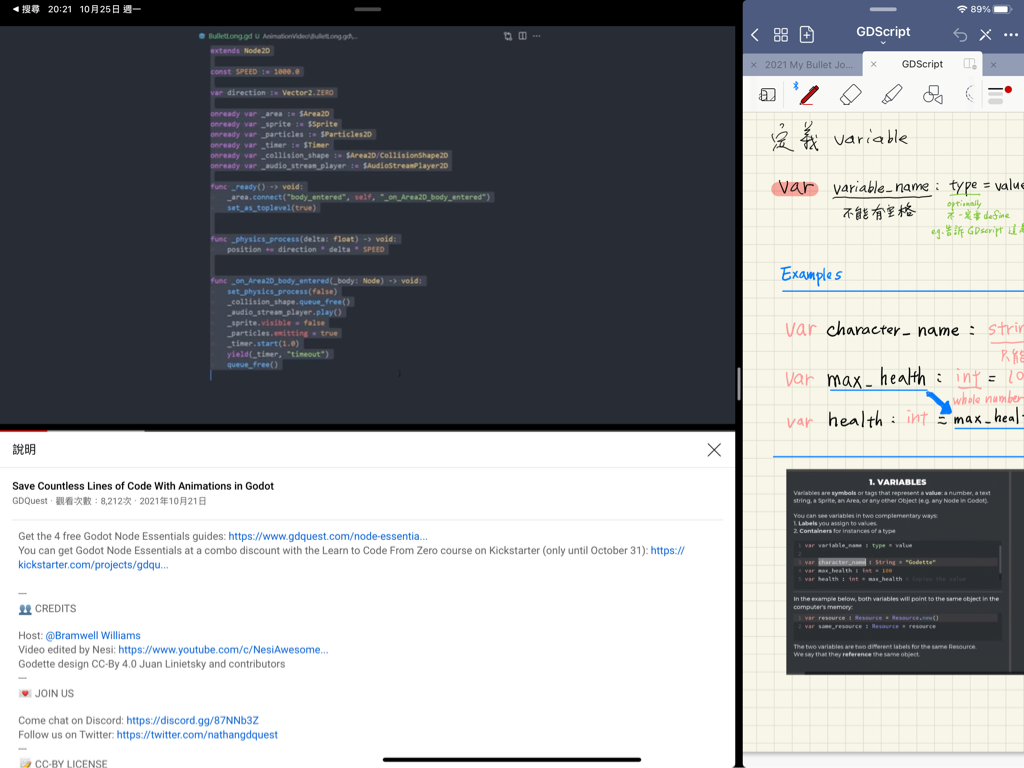 ◀ 搜尋 20:21 10月25日 週一
89%
BulletLong.gd U AnimationVideo\BulletLong.gd\...
extends Node2D
const SPEED := 1000.0
var direction := Vector2.ZERO
onready var _area := $Area2D
onready var _sprite := $Sprite
onready var _particles := $Particles2D
onready var _timer := $Timer
onready var _collision_shape := $Area2D/CollisionShape2D
onready var _audio_stream_player := $AudioStreamPlayer2D
func _ready() -> void:
_area.connect("body_entered", self, "_on_Area2D_body_entered")
set_as_toplevel(true)
func _physics_process(delta: float) -> void:
position += direction * delta * SPEED
func _on_Area2D_body_entered(_body: Node) -> void:
set_physics_process(false)
_collision_shape.queue_free()
_audio_stream_player.play()
_sprite.visible = false
_particles.emitting = true
_timer.start(1.0)
yield(_timer, "timeout")
queue_free()
說明
Save Countless Lines of Code With Animations in Godot
GDQuest · 觀看次數：8,212次 · 2021年10月21日
Get the 4 free Godot Node Essentials guides: https://www.gdquest.com/node-essentia...
You can get Godot Node Essentials at a combo discount with the Learn to Code From Zero course on Kickstarter (only until October 31): https://
kickstarter.com/projects/gdqu...
---
👥 CREDITS
Host: @Bramwell Williams
Video edited by Nesi: https://www.youtube.com/c/NesiAwesome...
Godette design CC-By 4.0 Juan Linietsky and contributors
---
💌 JOIN US
Come chat on Discord: https://discord.gg/87NNb3Z
Follow us on Twitter: https://twitter.com/nathangdquest
---
📝 CC-BY LICENSE
GDScript
2021 My Bullet Jo...
GDScript
定義 variable
var variable_name : type = value
不能有空格
optionally
不一定要 define
eg. 告訴 GDscript 這
Examples
var character_name : strin
只能
var max_health : int = 10
whole number
var health : int = max_healt
1. VARIABLES
Variables are symbols or tags that represent a value: a number, a text
string, a Sprite, an Area, or any other Object (e.g. any Node in Godot).
You can see variables in two complementary ways:
1. Labels you assign to values.
2. Containers for instances of a type
1 var variable_name : type = value
2
3 var character_name : String = "Godette"
4 var max_health : int = 100
5 var health : int = max_health # Copies the value
In the example below, both variables will point to the same object in the
computer's memory:
1 var resource : Resource = Resource.new()
2 var same_resource : Resource = resource
The two variables are two different labels for the same Resource.
We say that they reference the same object.